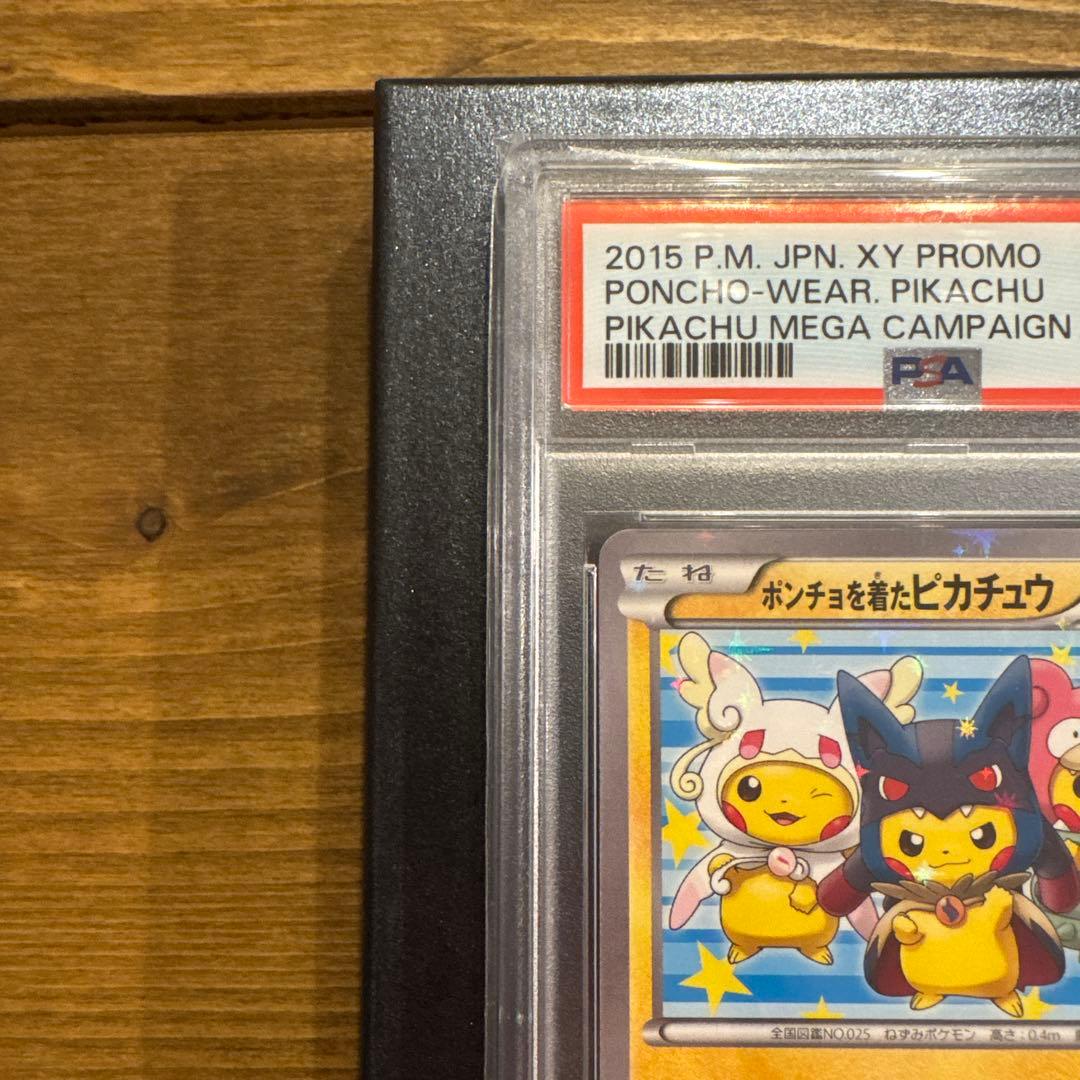 2015 P.M. JPN. XY PROMO
PONCHO-WEAR. PIKACHU
PIKACHU MEGA CAMPAIGN
PSA
たね
ポンチョを着たピカチュウ
全国図鑑NO.025 ねずみポケモン 高さ:0.4m